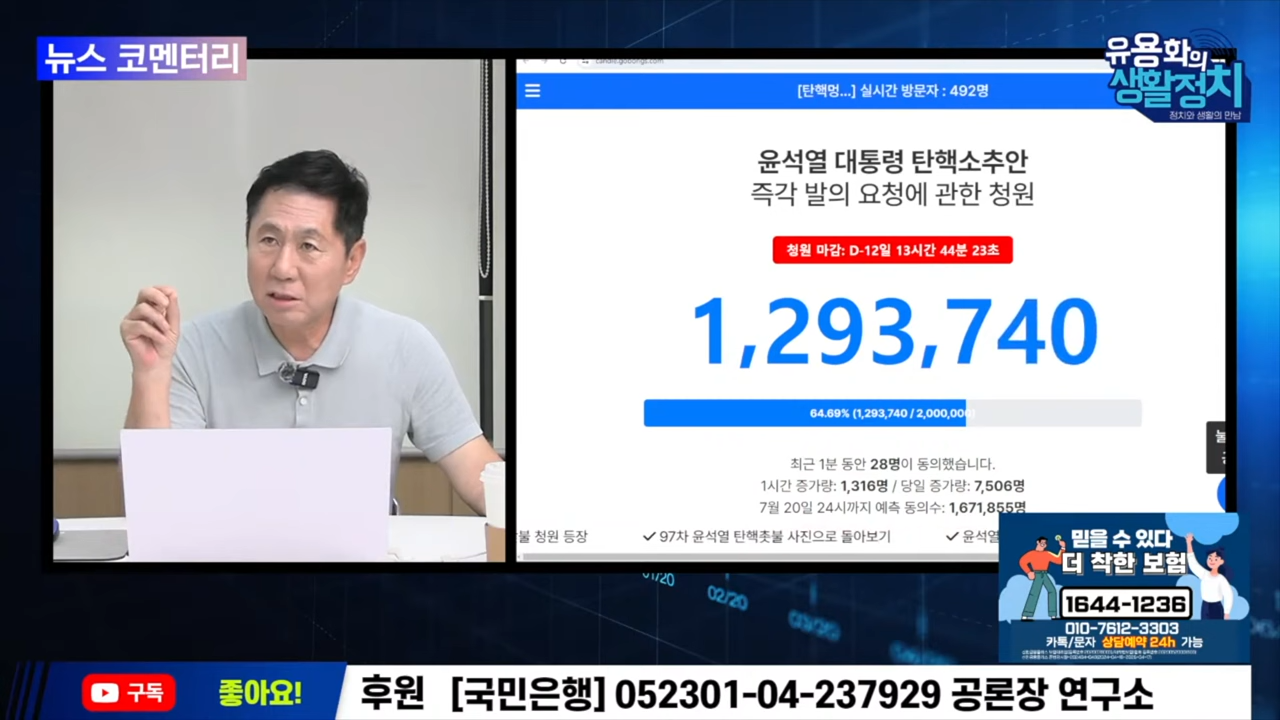 뉴스 코멘터리
유용화의
생활정치
정치와 생활의 만남
candle.gobongs.com
[탄핵멍...] 실시간 방문자 : 492명
윤석열 대통령 탄핵소추안
즉각 발의 요청에 관한 청원
청원 마감: D-12일 13시간 44분 23초
1,293,740
64.69% (1,293,740 / 2,000,000)
최근 1분 동안 28명이 동의했습니다.
1시간 증가량: 1,316명 / 당일 증가량: 7,506명
7월 20일 24시까지 예측 동의수: 1,671,855명
불 청원 등장
97차 윤석열 탄핵촛불 사진으로 돌아보기
윤석열
믿을 수 있다
더 착한 보험
1644-1236
010-7612-3303
카톡/문자 상담예약 24h 가능
01/20
02/20
03/20
구독
좋아요!
후원 [국민은행] 052301-04-237929 공론장 연구소